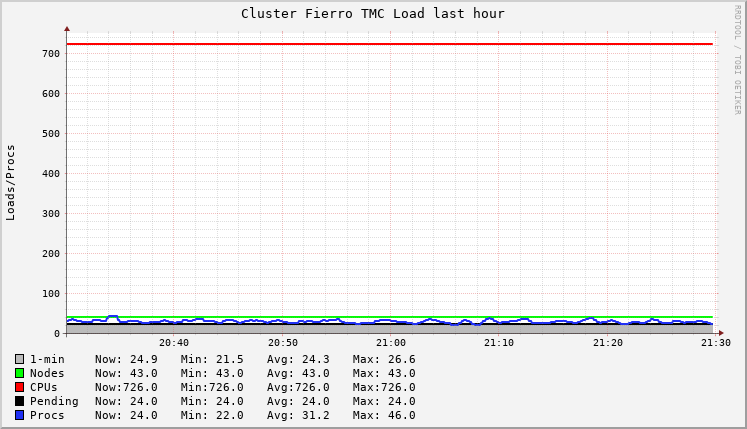 Cluster Fierro TMC Load last hour
RRDTOOL / TOBI OETIKER
Loads/Procs
700
600
500
400
300
200
100
0
20:40 20:50 21:00 21:10 21:20 21:30
1-min Now: 24.9 Min: 21.5 Avg: 24.3 Max: 26.6
Nodes Now: 43.0 Min: 43.0 Avg: 43.0 Max: 43.0
CPUs Now:726.0 Min:726.0 Avg:726.0 Max:726.0
Pending Now: 24.0 Min: 24.0 Avg: 24.0 Max: 24.0
Procs Now: 24.0 Min: 22.0 Avg: 31.2 Max: 46.0